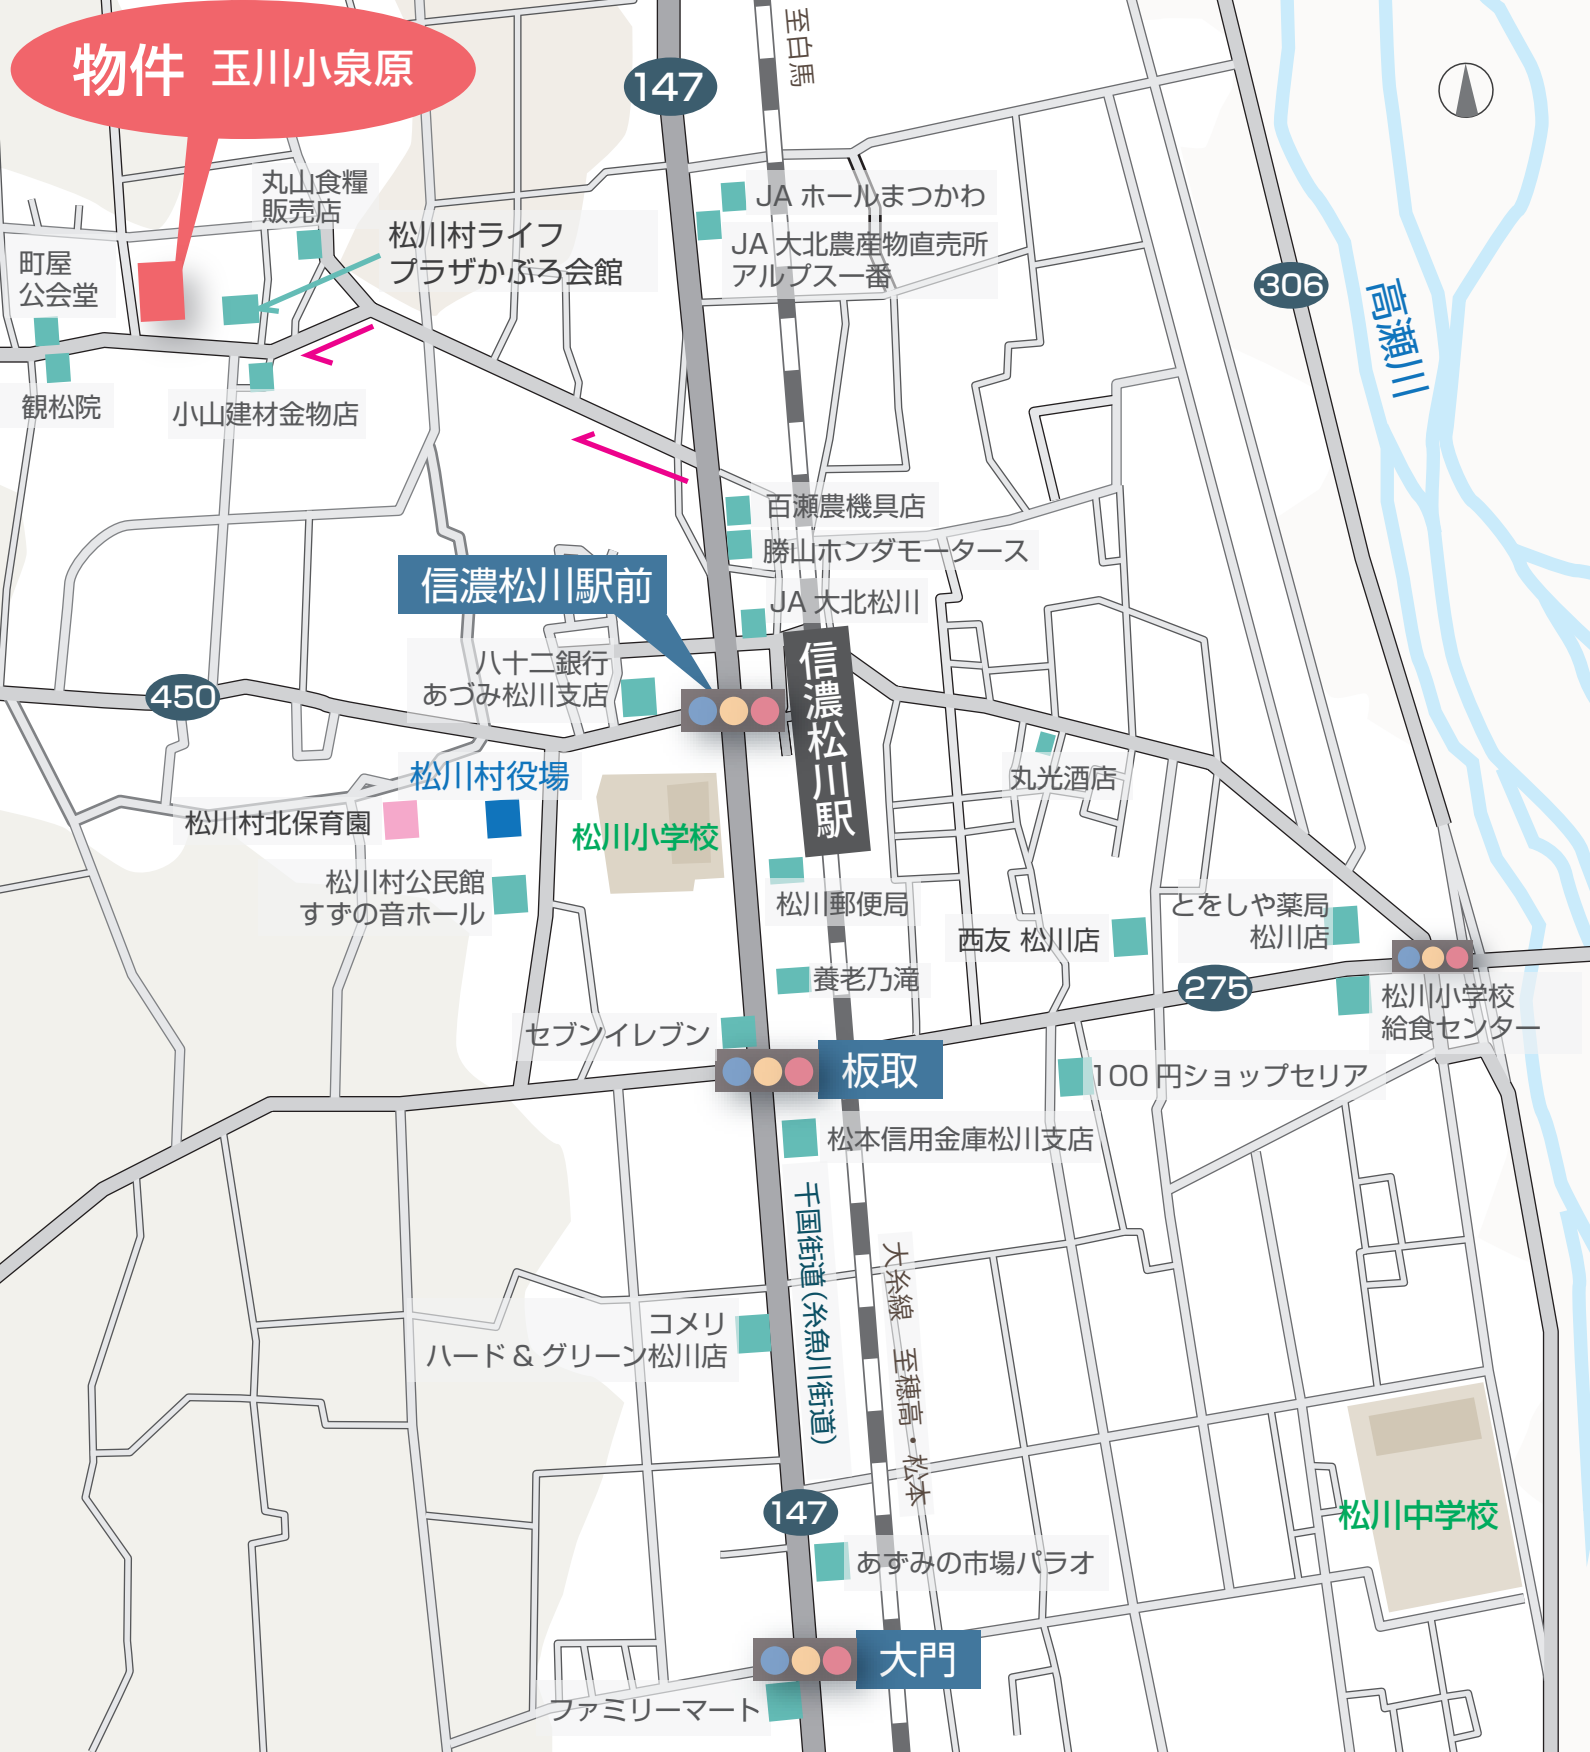 物件 玉川小泉原
147
至白馬
306
高瀬川
丸山食糧
販売店
松川村ライフ
プラザかぶろ会館
町屋
公会堂
観松院
小山建材金物店
JA ホールまつかわ
JA 大北農産物直売所
アルプス一番
百瀬農機具店
勝山ホンダモータース
JA 大北松川
信濃松川駅前
八十二銀行
あづみ松川支店
450
信濃松川駅
丸光酒店
松川村役場
松川村北保育園
松川小学校
松川村公民館
すずの音ホール
松川郵便局
西友 松川店
とをしや薬局
松川店
養老乃滝
275
松川小学校
給食センター
セブンイレブン
板取
100 円ショップセリア
松本信用金庫松川支店
千国街道(糸魚川街道)
大糸線 至穂高・松本
コメリ
ハード & グリーン松川店
147
松川中学校
あずみの市場パラオ
大門
ファミリーマート